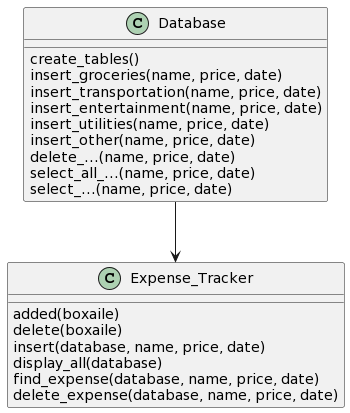 C Database
create_tables()
insert_groceries(name, price, date)
insert_transportation(name, price, date)
insert_entertainment(name, price, date)
insert_utilities(name, price, date)
insert_other(name, price, date)
delete_...(name, price, date)
select_all_...(name, price, date)
select_...(name, price, date)
C Expense_Tracker
added(boxaile)
delete(boxaile)
insert(database, name, price, date)
display_all(database)
find_expense(database, name, price, date)
delete_expense(database, name, price, date)